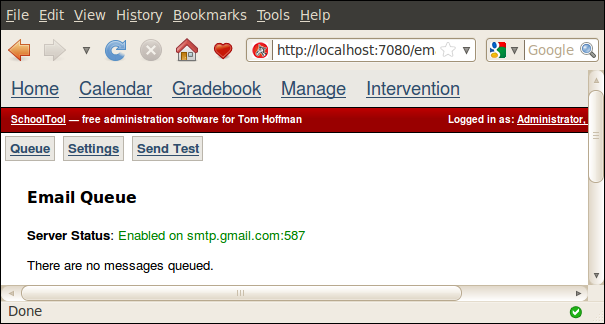 File Edit View History Bookmarks Tools Help
http://localhost:7080/em Google
Home Calendar Gradebook Manage Intervention
SchoolTool — free administration software for Tom Hoffman Logged in as: Administrator,
Queue Settings Send Test
Email Queue
Server Status: Enabled on smtp.gmail.com:587
There are no messages queued.
Done